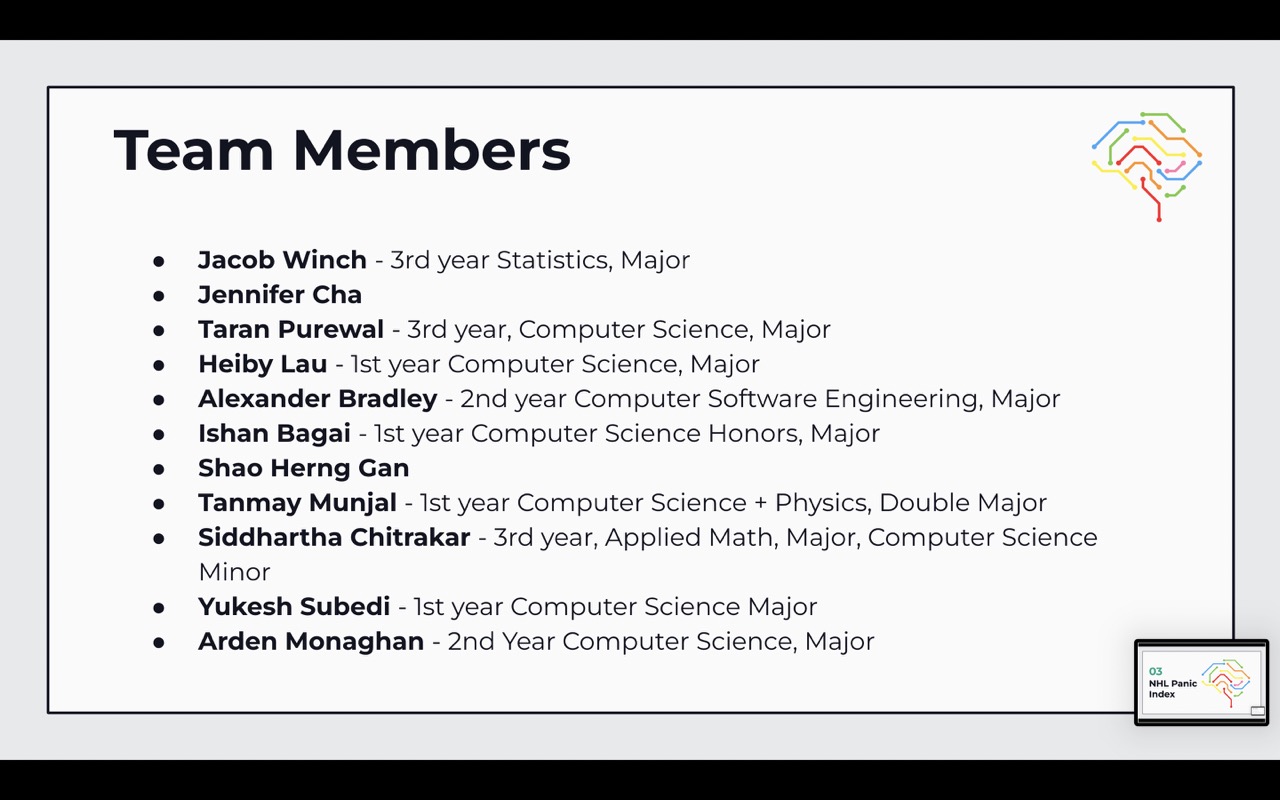 Team Members
● Jacob Winch - 3rd year Statistics, Major
● Jennifer Cha
● Taran Purewal - 3rd year, Computer Science, Major
● Heiby Lau - 1st year Computer Science, Major
● Alexander Bradley - 2nd year Computer Software Engineering, Major
● Ishan Bagai - 1st year Computer Science Honors, Major
● Shao Herng Gan
● Tanmay Munjal - 1st year Computer Science + Physics, Double Major
● Siddhartha Chitrakar - 3rd year, Applied Math, Major, Computer Science
Minor
● Yukesh Subedi - 1st year Computer Science Major
● Arden Monaghan - 2nd Year Computer Science, Major
03
NHL Panic
Index